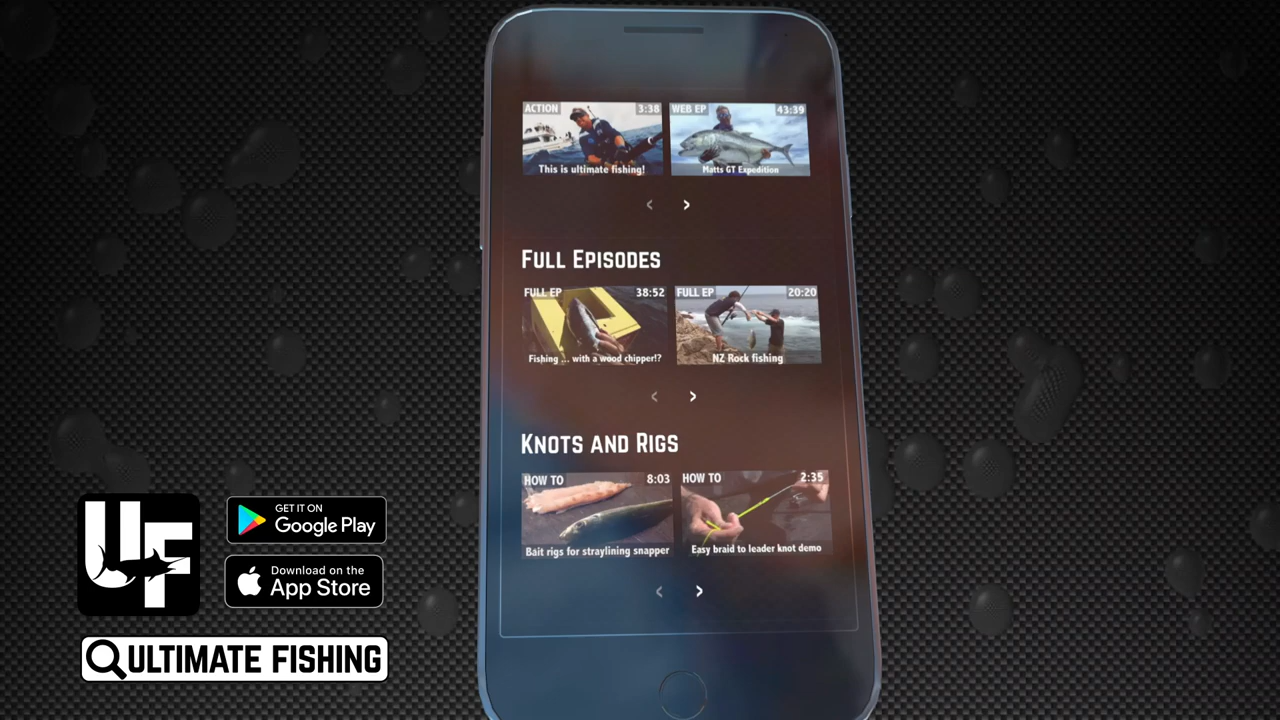 ACTION 3:38
This is ultimate fishing!
WEB EP 43:39
Matts GT Expedition
< >
FULL EPISODES
FULL EP 38:52
Fishing ... with a wood chipper!?
FULL EP 20:20
NZ Rock fishing
< >
KNOTS AND RIGS
HOW TO 8:03
Bait rigs for straylining snapper
HOW TO 2:35
Easy braid to leader knot demo
< >
UF
GET IT ON
Google Play
Download on the
App Store
ULTIMATE FISHING